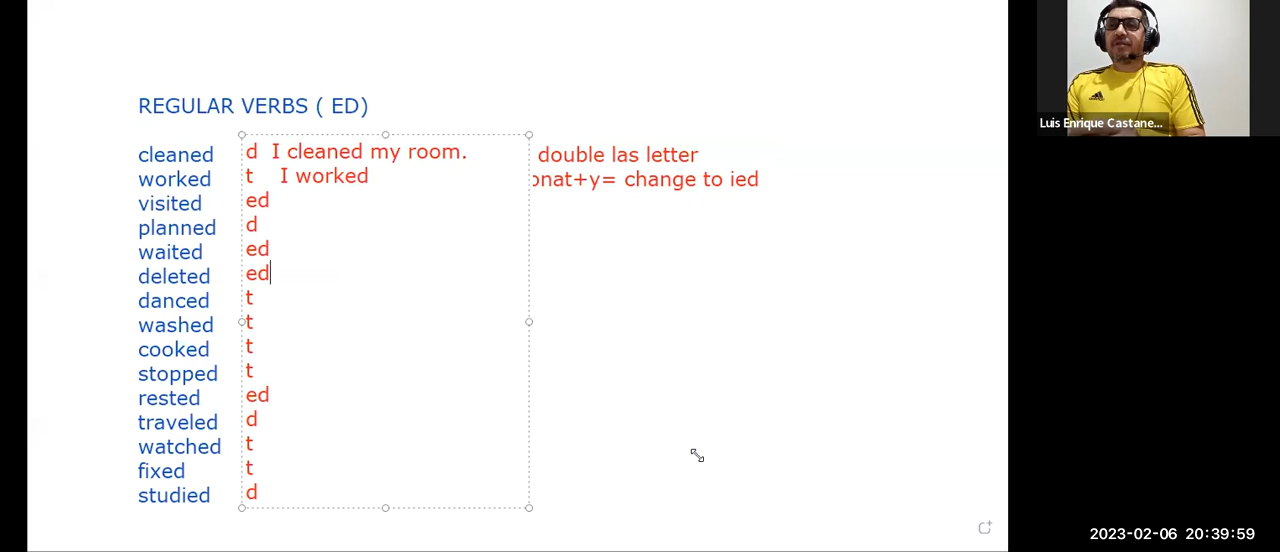 REGULAR VERBS ( ED)
cleaned d I cleaned my room. double las letter
worked t I worked onat+y= change to ied
visited ed
planned d
waited ed
deleted ed
danced t
washed t
cooked t
stopped t
rested ed
traveled d
watched t
fixed t
studied d
adidas
Luis Enrique Castane...
2023-02-06 20:39:59